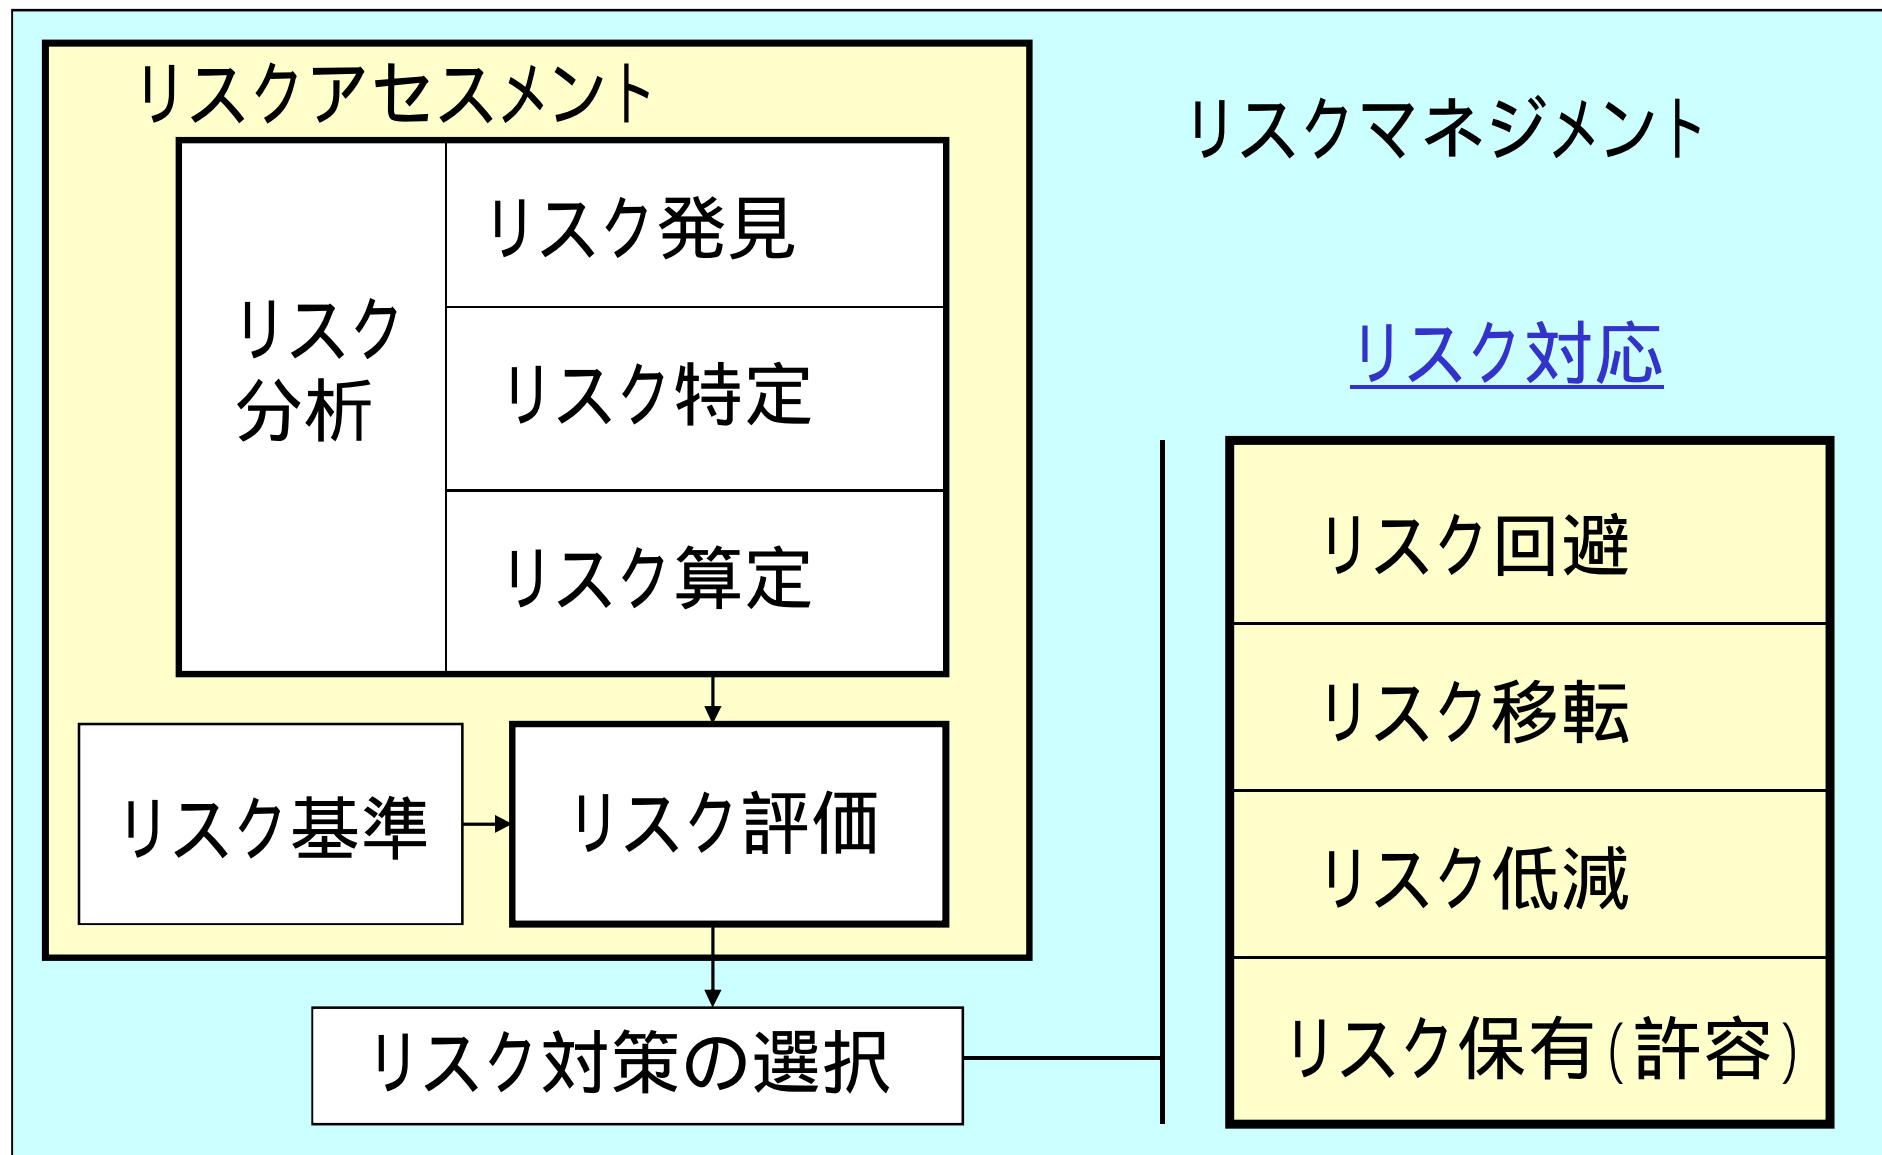 リスクアセスメント
リスク
分析
リスク発見
リスク特定
リスク算定
リスク基準
リスク評価
リスク対策の選択
リスクマネジメント
リスク対応
リスク回避
リスク移転
リスク低減
リスク保有(許容)